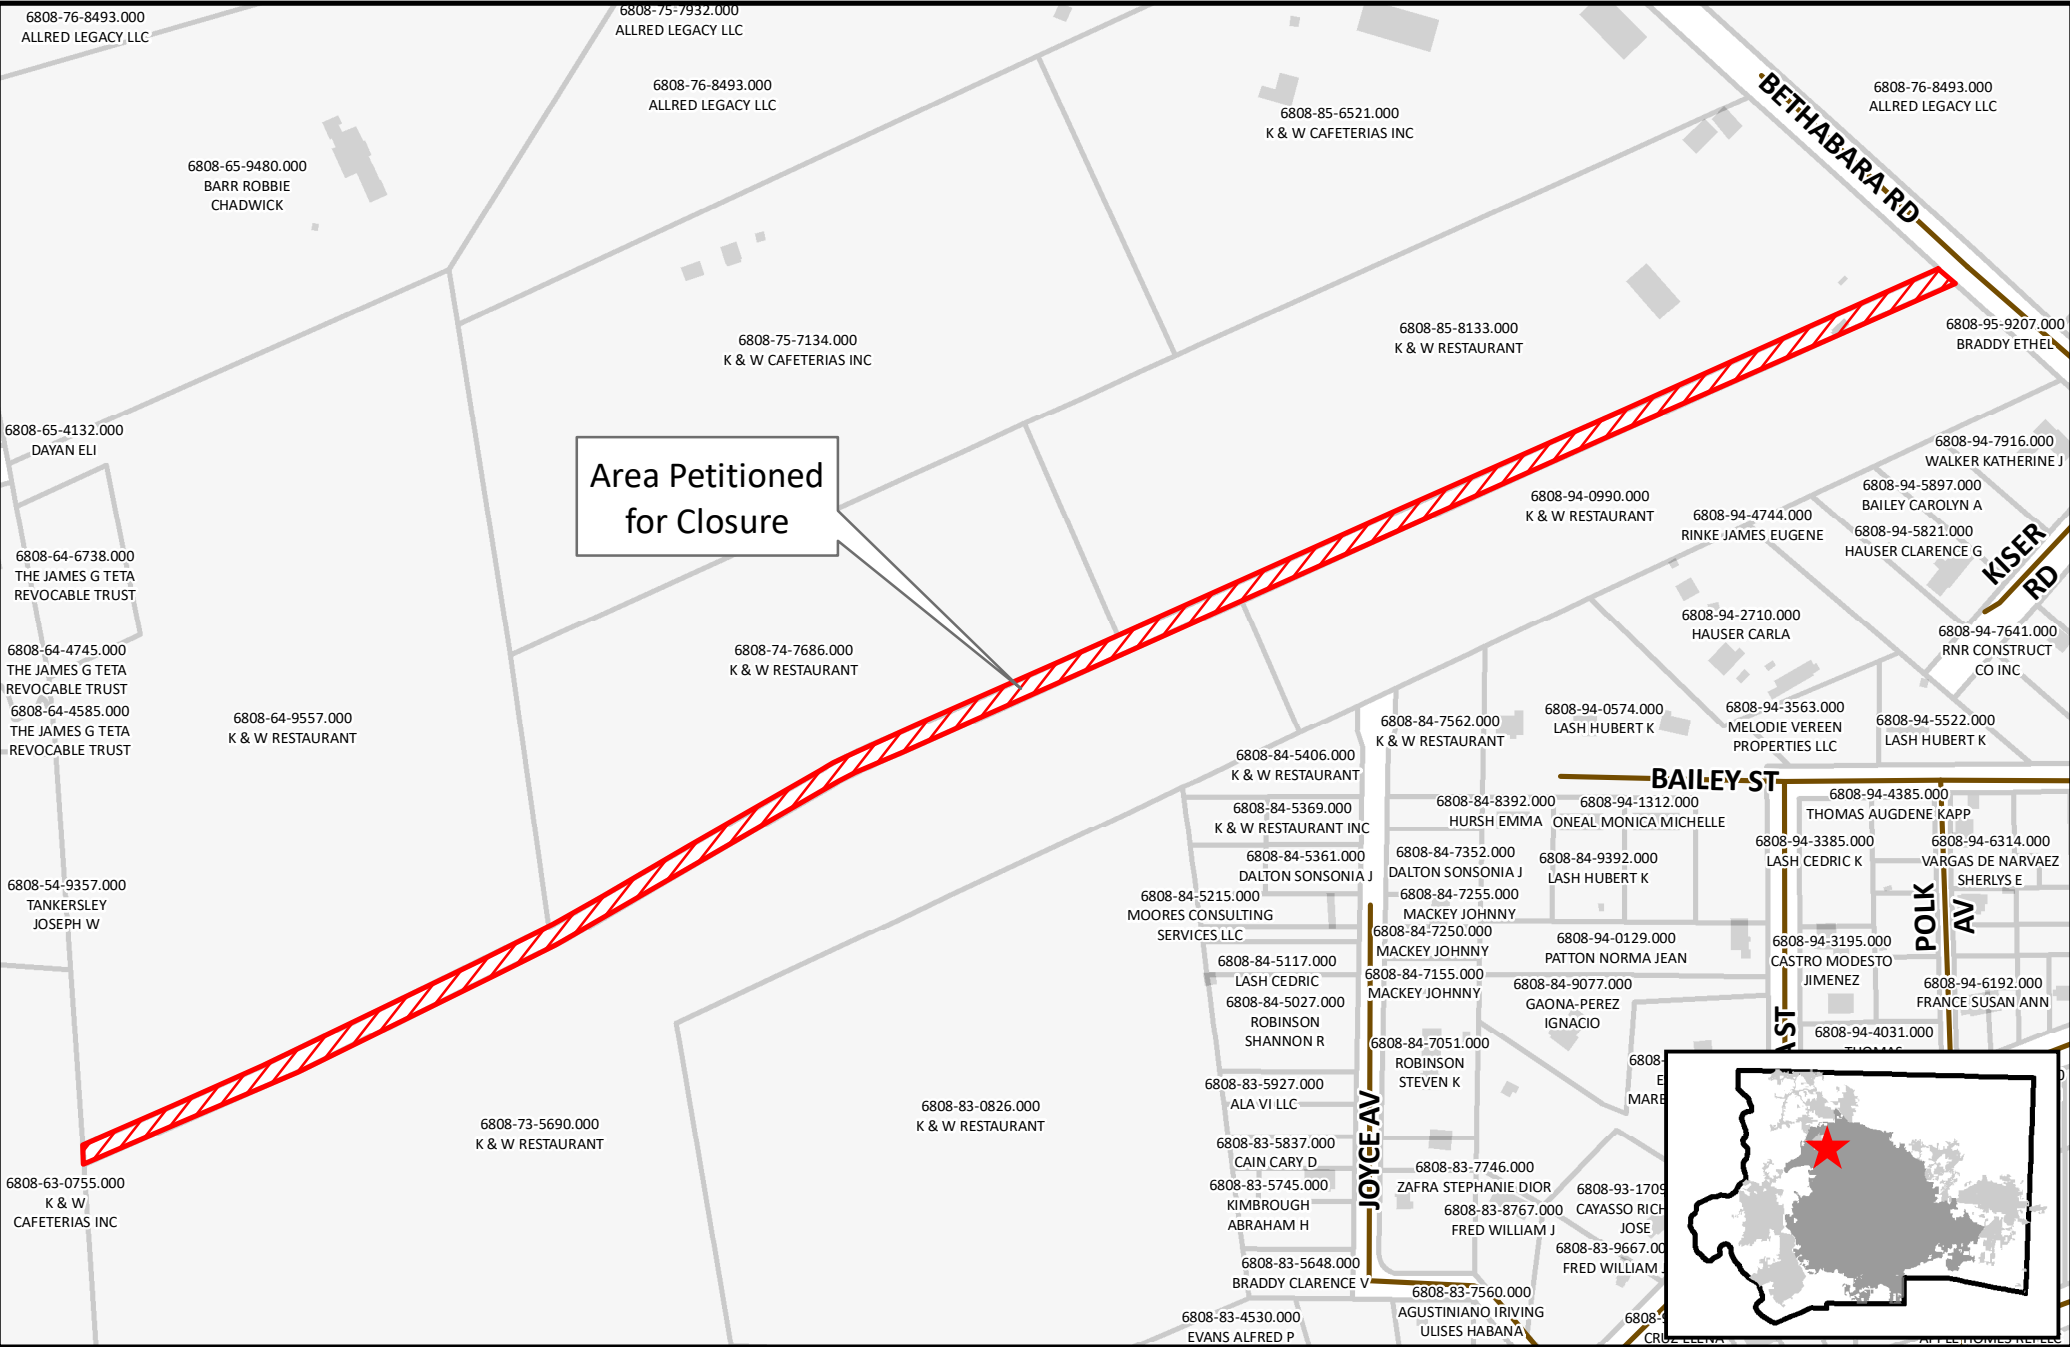 6808-76-8493.000
ALLRED LEGACY LLC
6808-75-7932.000
ALLRED LEGACY LLC
6808-76-8493.000
ALLRED LEGACY LLC
6808-85-6521.000
K & W CAFETERIAS INC
BETHABARA RD
6808-76-8493.000
ALLRED LEGACY LLC
6808-65-9480.000
BARR ROBBIE
CHADWICK
6808-75-7134.000
K & W CAFETERIAS INC
6808-85-8133.000
K & W RESTAURANT
6808-95-9207.000
BRADDY ETHEL
6808-65-4132.000
DAYAN ELI
Area Petitioned
for Closure
6808-94-7916.000
WALKER KATHERINE J
6808-94-5897.000
BAILEY CAROLYN A
6808-94-0990.000
K & W RESTAURANT
6808-94-4744.000
RINKE JAMES EUGENE
6808-94-5821.000
HAUSER CLARENCE G
KISER
RD
6808-64-6738.000
THE JAMES G TETA
REVOCABLE TRUST
6808-94-2710.000
HAUSER CARLA
6808-94-7641.000
RNR CONSTRUCT
CO INC
6808-64-4745.000
THE JAMES G TETA
REVOCABLE TRUST
6808-64-4585.000
THE JAMES G TETA
REVOCABLE TRUST
6808-74-7686.000
K & W RESTAURANT
6808-64-9557.000
K & W RESTAURANT
6808-84-7562.000
K & W RESTAURANT
6808-94-0574.000
LASH HUBERT K
6808-94-3563.000
MELODIE VEREEN
PROPERTIES LLC
6808-94-5522.000
LASH HUBERT K
6808-84-5406.000
K & W RESTAURANT
BAILEY ST
6808-84-5369.000
K & W RESTAURANT INC
6808-84-8392.000
HURSH EMMA
6808-94-1312.000
ONEAL MONICA MICHELLE
6808-94-4385.000
THOMAS AUGDENE KAPP
6808-84-5361.000
DALTON SONSONIA J
6808-84-7352.000
DALTON SONSONIA J
6808-84-9392.000
LASH HUBERT K
6808-94-3385.000
LASH CEDRIC K
6808-94-6314.000
VARGAS DE NARVAEZ
SHERLYS E
6808-54-9357.000
TANKERSLEY
JOSEPH W
6808-84-5215.000
MOORES CONSULTING
SERVICES LLC
6808-84-7255.000
MACKEY JOHNNY
6808-84-7250.000
MACKEY JOHNNY
6808-94-0129.000
PATTON NORMA JEAN
6808-94-3195.000
CASTRO MODESTO
JIMENEZ
POLK
AV
6808-84-5117.000
LASH CEDRIC
6808-84-7155.000
MACKEY JOHNNY
6808-84-9077.000
GAONA-PEREZ
IGNACIO
6808-94-6192.000
FRANCE SUSAN ANN
6808-84-5027.000
ROBINSON
SHANNON R
6808-84-7051.000
ROBINSON
STEVEN K
A ST
6808-94-4031.000
THOMAS
6808-
E
MARE
6808-83-5927.000
ALA VI LLC
6808-83-0826.000
K & W RESTAURANT
6808-73-5690.000
K & W RESTAURANT
JOYCE AV
6808-83-5837.000
CAIN CARY D
6808-83-7746.000
ZAFRA STEPHANIE DIOR
6808-63-0755.000
K & W
CAFETERIAS INC
6808-83-5745.000
KIMBROUGH
ABRAHAM H
6808-83-8767.000
FRED WILLIAM J
6808-93-1709
CAYASSO RICH
JOSE
6808-83-9667.00
FRED WILLIAM J
6808-83-5648.000
BRADDY CLARENCE V
6808-83-7560.000
AGUSTINIANO IRIVING
ULISES HABANA
6808-83-4530.000
EVANS ALFRED P
6808-9
CRUZ ELENA